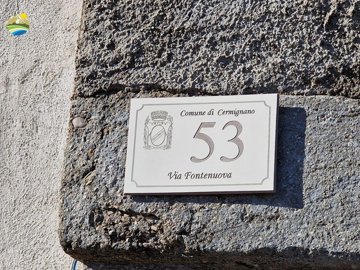 Comune di Cermignano
53
Via Fontenuova